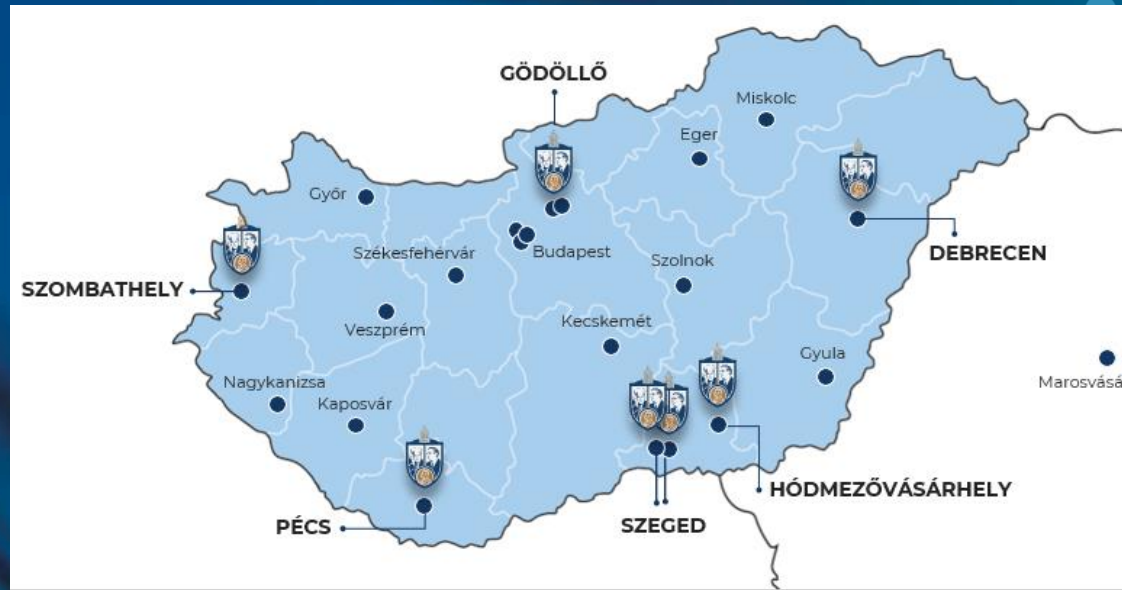 GÖDÖLLŐ
Miskolc
Eger
Győr
Székesfehérvár
Budapest
DEBRECEN
Szolnok
SZOMBATHELY
Veszprém
Kecskemét
Gyula
Nagykanizsa
Marosvásá
Kaposvár
HÓDMEZŐVÁSÁRHELY
PÉCS
SZEGED